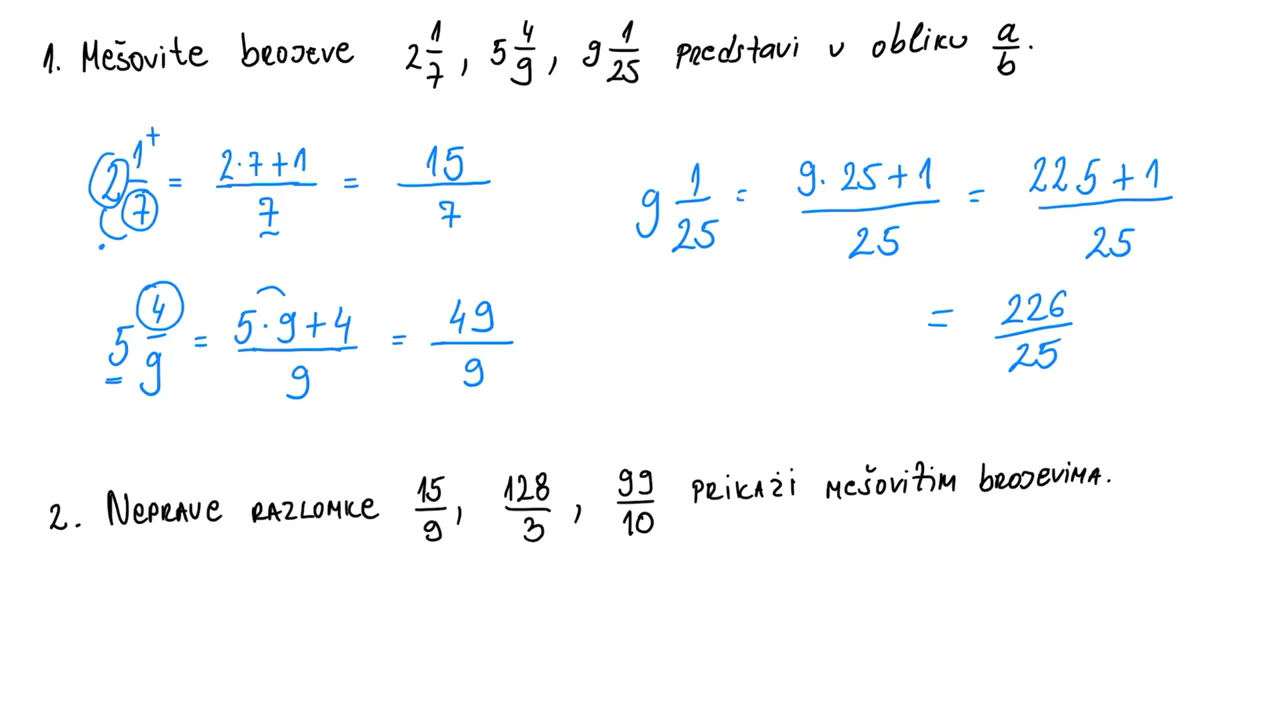 1. Mešovite brojeve 2 1/7, 5 4/9, 9 1/25 predstavi u obliku a/b.
2 1/7 = (2·7+1)/7 = 15/7
5 4/9 = (5·9+4)/9 = 49/9
9 1/25 = (9·25+1)/25 = (225+1)/25
= 226/25
2. Neprave razlomke 15/9, 128/3, 99/10 prikaži mešovitim brojevima.